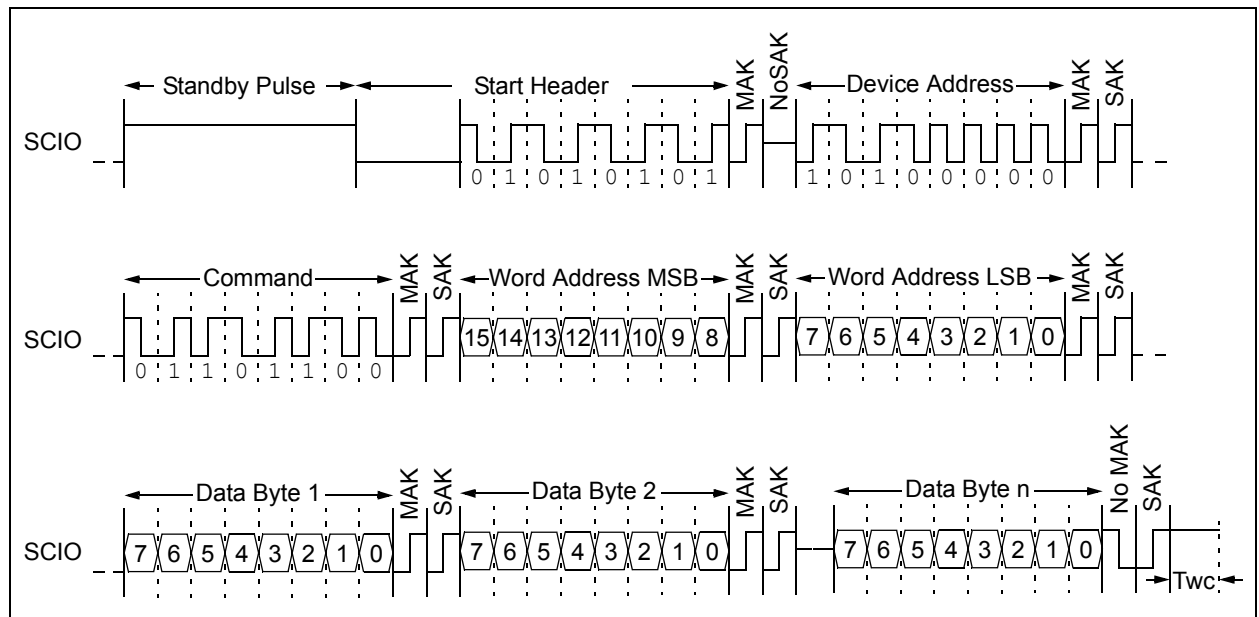 Standby Pulse Start Header MAK NoSAK Device Address MAK SAK
SCIO
0 1 0 1 0 1 0 1 1 0 1 0 0 0 0 0
Command MAK SAK Word Address MSB MAK SAK Word Address LSB MAK SAK
SCIO 15 14 13 12 11 10 9 8 7 6 5 4 3 2 1 0
0 1 1 0 1 1 0 0
Data Byte 1 MAK SAK Data Byte 2 MAK SAK Data Byte n No MAK SAK
SCIO 7 6 5 4 3 2 1 0 7 6 5 4 3 2 1 0 7 6 5 4 3 2 1 0
Twc